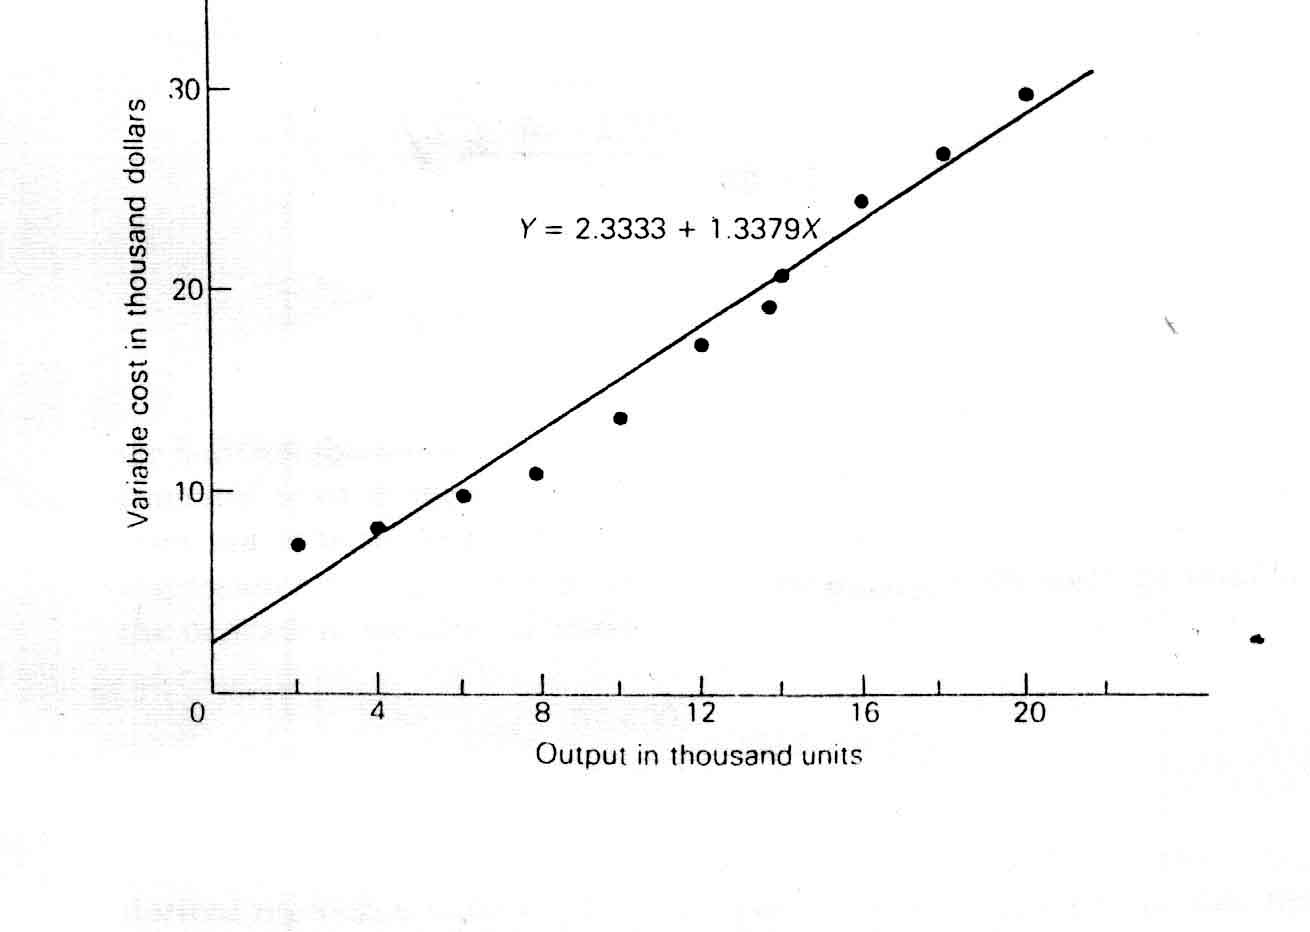 30
20
10
Variable cost in thousand dollars
Y = 2.3333 + 1.3379X
0 4 8 12 16 20
Output in thousand units